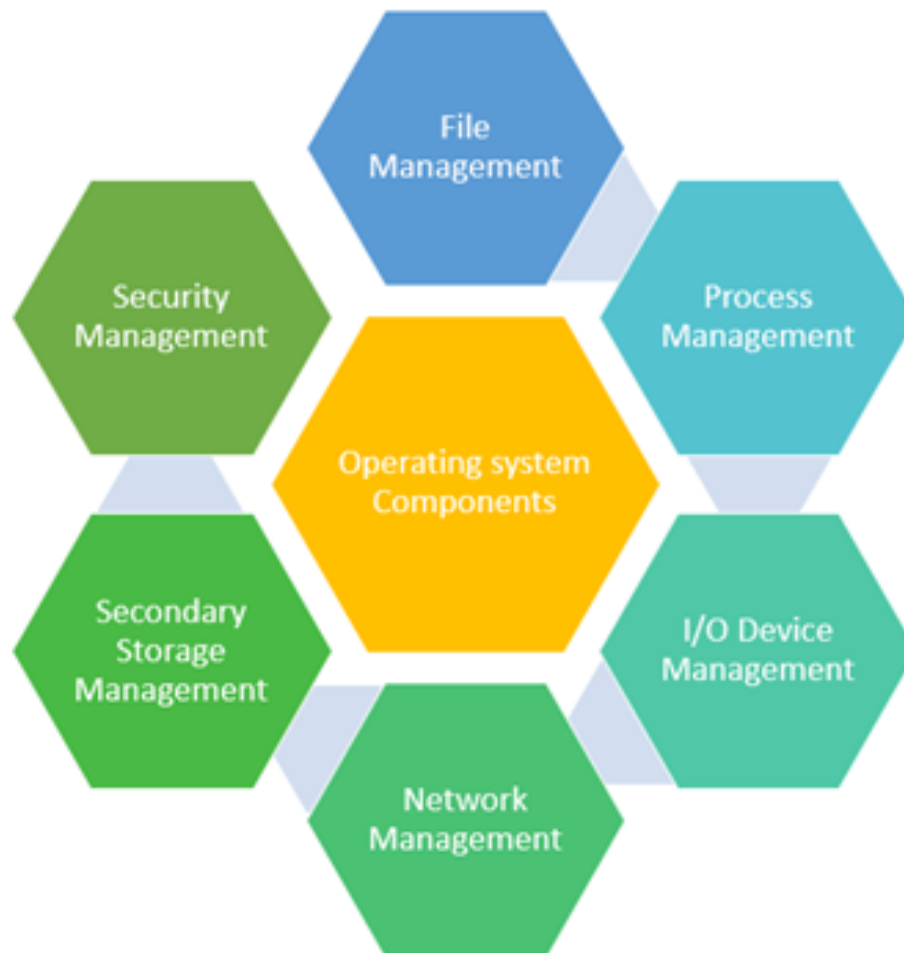 File
Management
Process
Management
I/O Device
Management
Network
Management
Secondary
Storage
Management
Security
Management
Operating system
Components